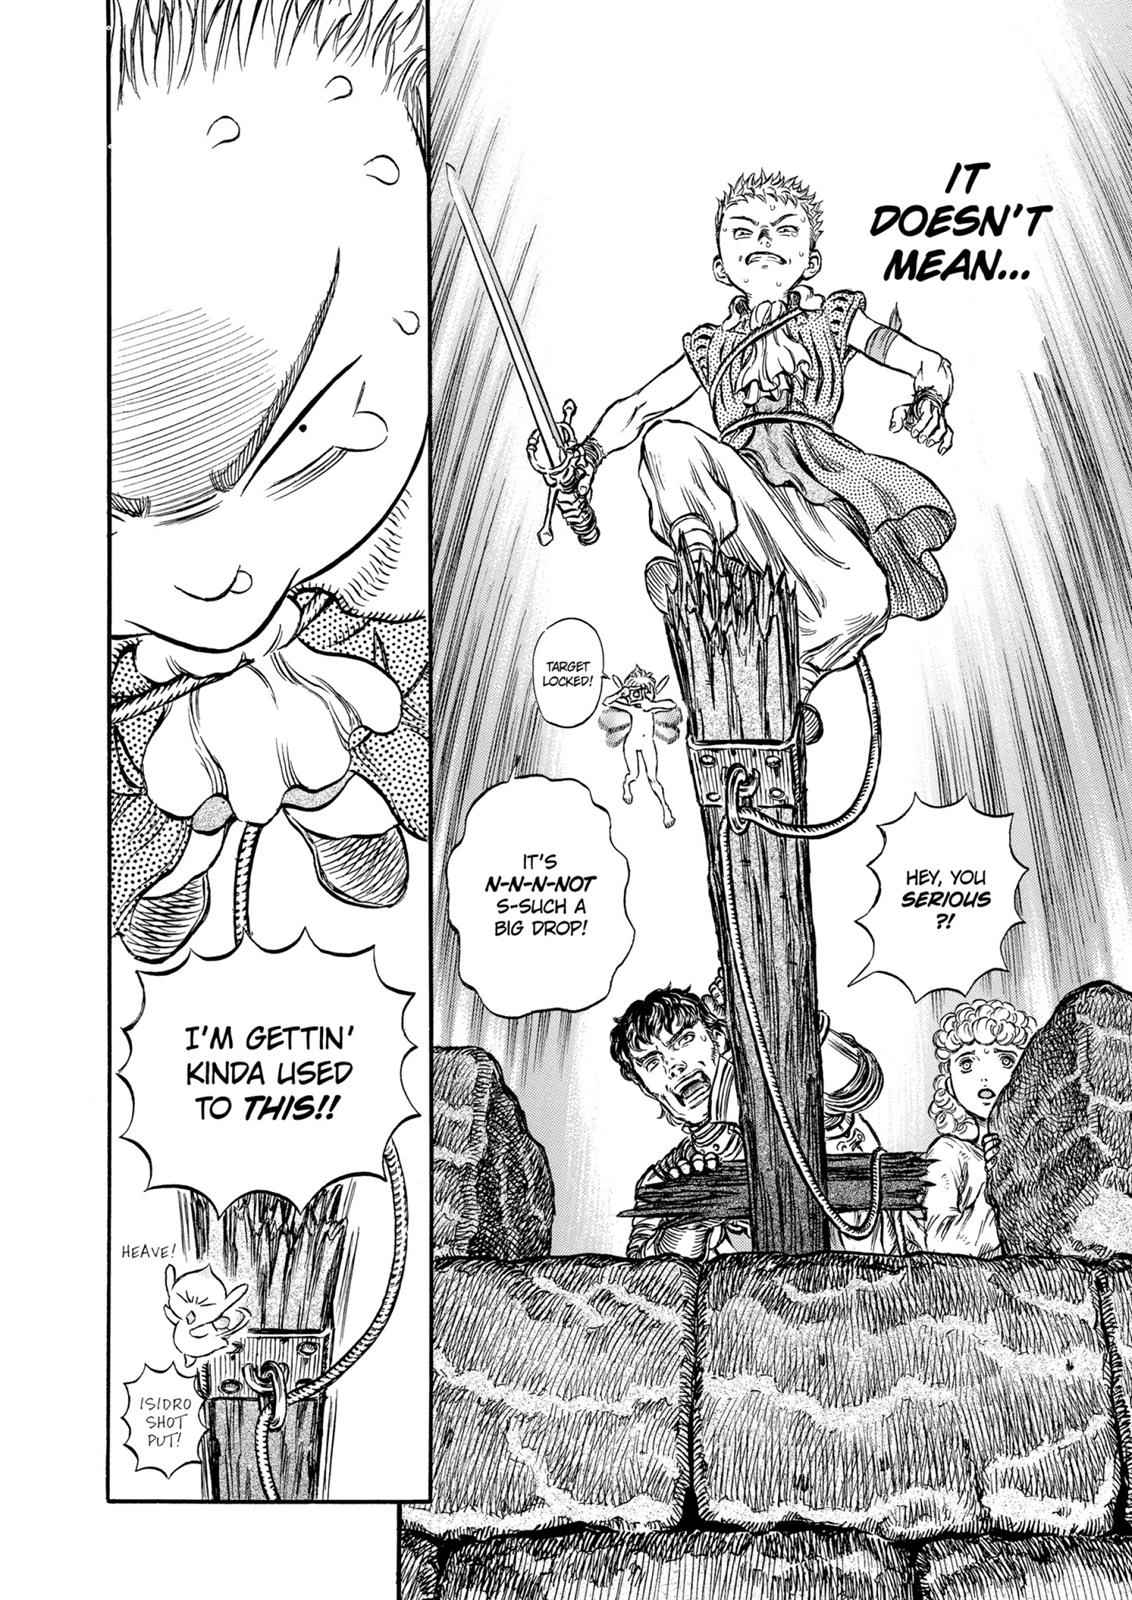 IT
DOESN'T
MEAN...
TARGET
LOCKED!
HEY, YOU
SERIOUS
?!
IT'S
N-N-N-NOT
S-SUCH A
BIG DROP!
I'M GETTIN'
KINDA USED
TO THIS!!
HEAVE!
ISIDRO
SHOT
PUT!